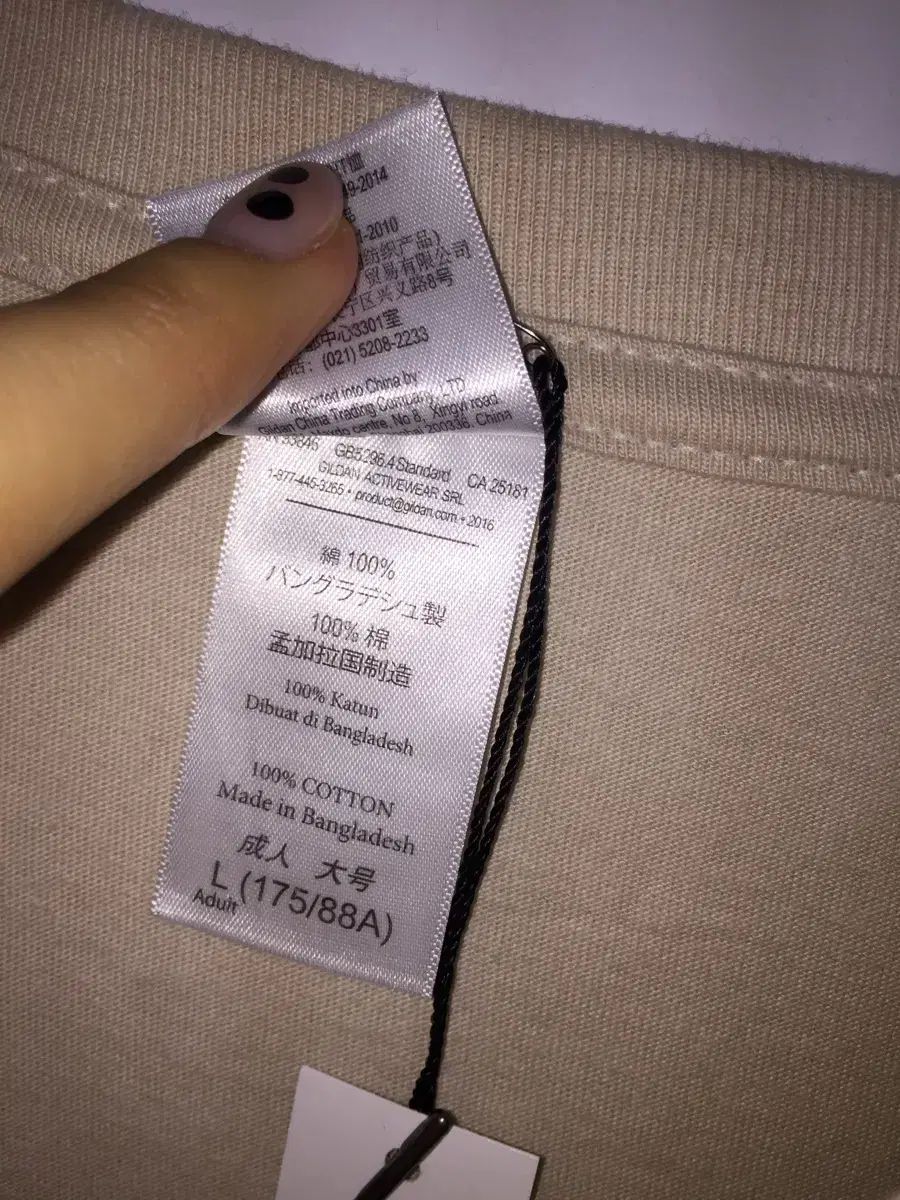 9-2014
-2010
纺织产品)
贸易有限公司
宁区兴义路8号
中心3301室
(021) 5208-2233
Imported into China by
Gildan China Trading Company, LTD
centre, No 8, Xingyi road,
200336, China
GB5296.4 Standard CA 25181
GILDAN ACTIVEWEAR SRL
1-877-445-3265 • product@gildan.com • 2016
綿 100%
バングラデシュ製
100% 棉
孟加拉国制造
100% Katun
Dibuat di Bangladesh
100% COTTON
Made in Bangladesh
成人 大号
L (175/88A)
Adult